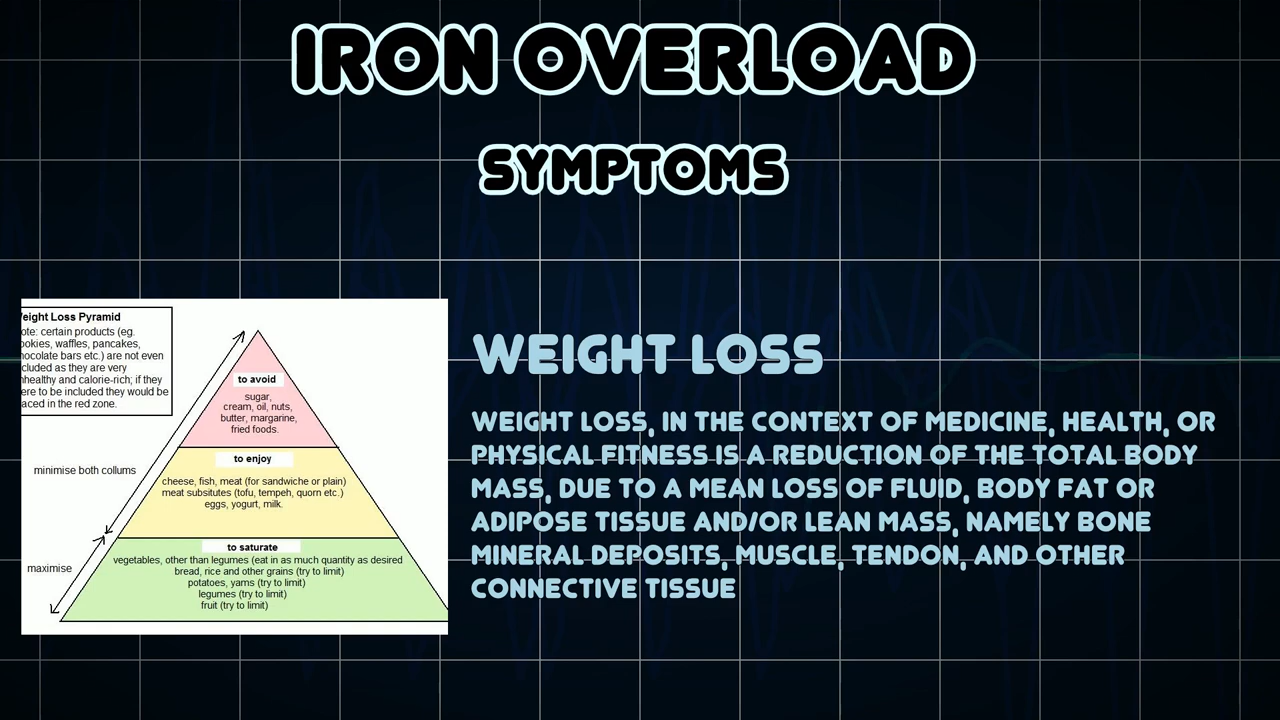 IRON OVERLOAD
SYMPTOMS
eight Loss Pyramid
ote: certain products (eg.
ookies, waffles, pancakes,
hocolate bars etc.) are not even
cluded as they are very
nhealthy and calorie-rich; if they
ere to be included they would be
aced in the red zone.
to avoid
sugar,
cream, oil, nuts,
butter, margarine,
fried foods.
minimise both collums
to enjoy
cheese, fish, meat (for sandwiche or plain)
meat subsitutes (tofu, tempeh, quorn etc.)
eggs, yogurt, milk.
maximise
to saturate
vegetables, other than legumes (eat in as much quantity as desired
bread, rice and other grains (try to limit)
potatoes, yams (try to limit)
legumes (try to limit)
fruit (try to limit)
WEIGHT LOSS
WEIGHT LOSS, IN THE CONTEXT OF MEDICINE, HEALTH, OR
PHYSICAL FITNESS IS A REDUCTION OF THE TOTAL BODY
MASS, DUE TO A MEAN LOSS OF FLUID, BODY FAT OR
ADIPOSE TISSUE AND/OR LEAN MASS, NAMELY BONE
MINERAL DEPOSITS, MUSCLE, TENDON, AND OTHER
CONNECTIVE TISSUE